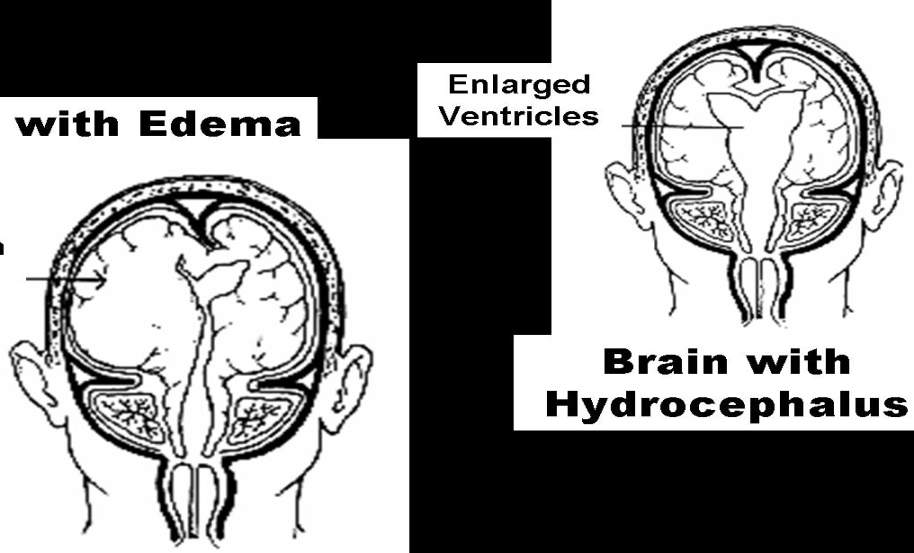 Enlarged
Ventricles
with Edema
Brain with
Hydrocephalus